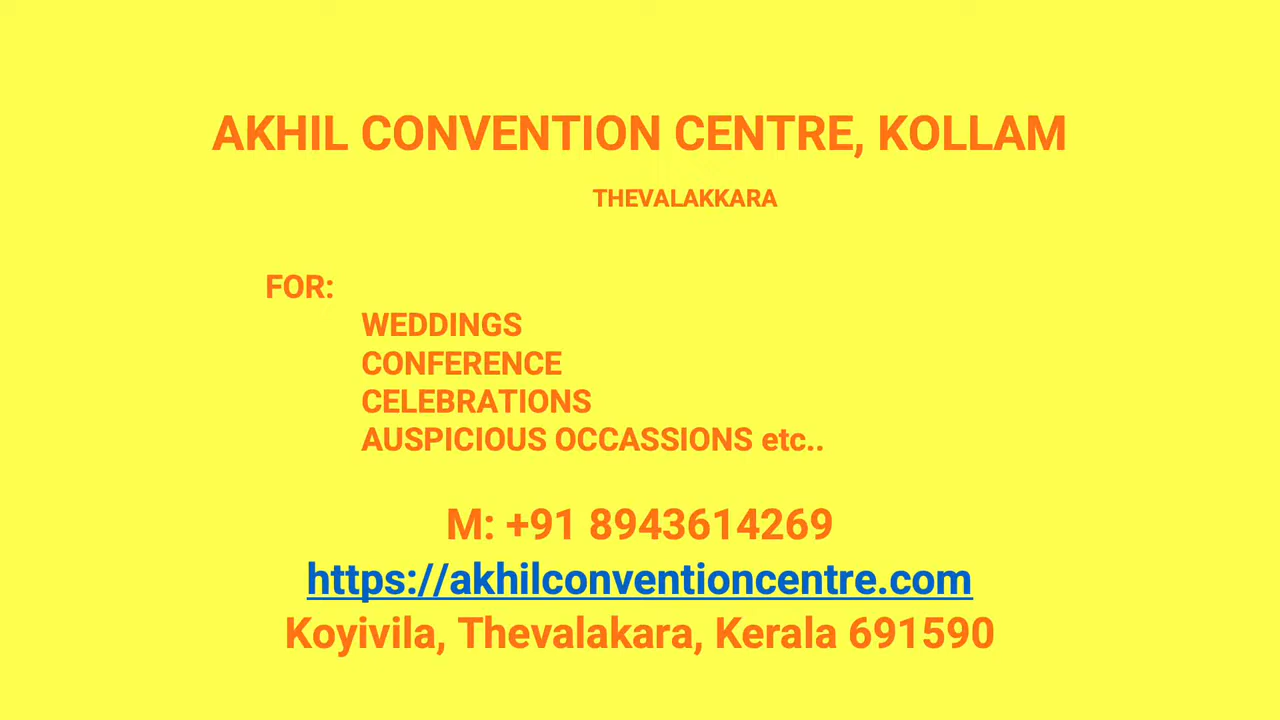 AKHIL CONVENTION CENTRE, KOLLAM
THEVALAKKARA
FOR:
WEDDINGS
CONFERENCE
CELEBRATIONS
AUSPICIOUS OCCASSIONS etc..
M: +91 8943614269
https://akhilconventioncentre.com
Koyivila, Thevalakara, Kerala 691590